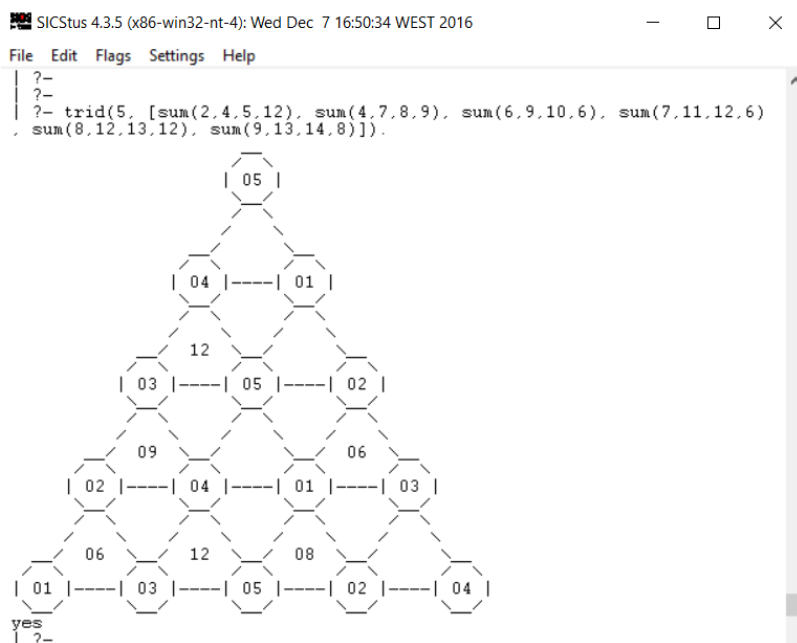 SICStus 4.3.5 (x86-win32-nt-4): Wed Dec  7 16:50:34 WEST 2016
File Edit Flags Settings Help
| ?-
| ?-
| ?- trid(5, [sum(2,4,5,12), sum(4,7,8,9), sum(6,9,10,6), sum(7,11,12,6)
, sum(8,12,13,12), sum(9,13,14,8)]).
| 05 |
| 04 |----| 01 |
12
| 03 |----| 05 |----| 02 |
09 06
| 02 |----| 04 |----| 01 |----| 03 |
06 12 08
| 01 |----| 03 |----| 05 |----| 02 |----| 04 |
yes
| ?-